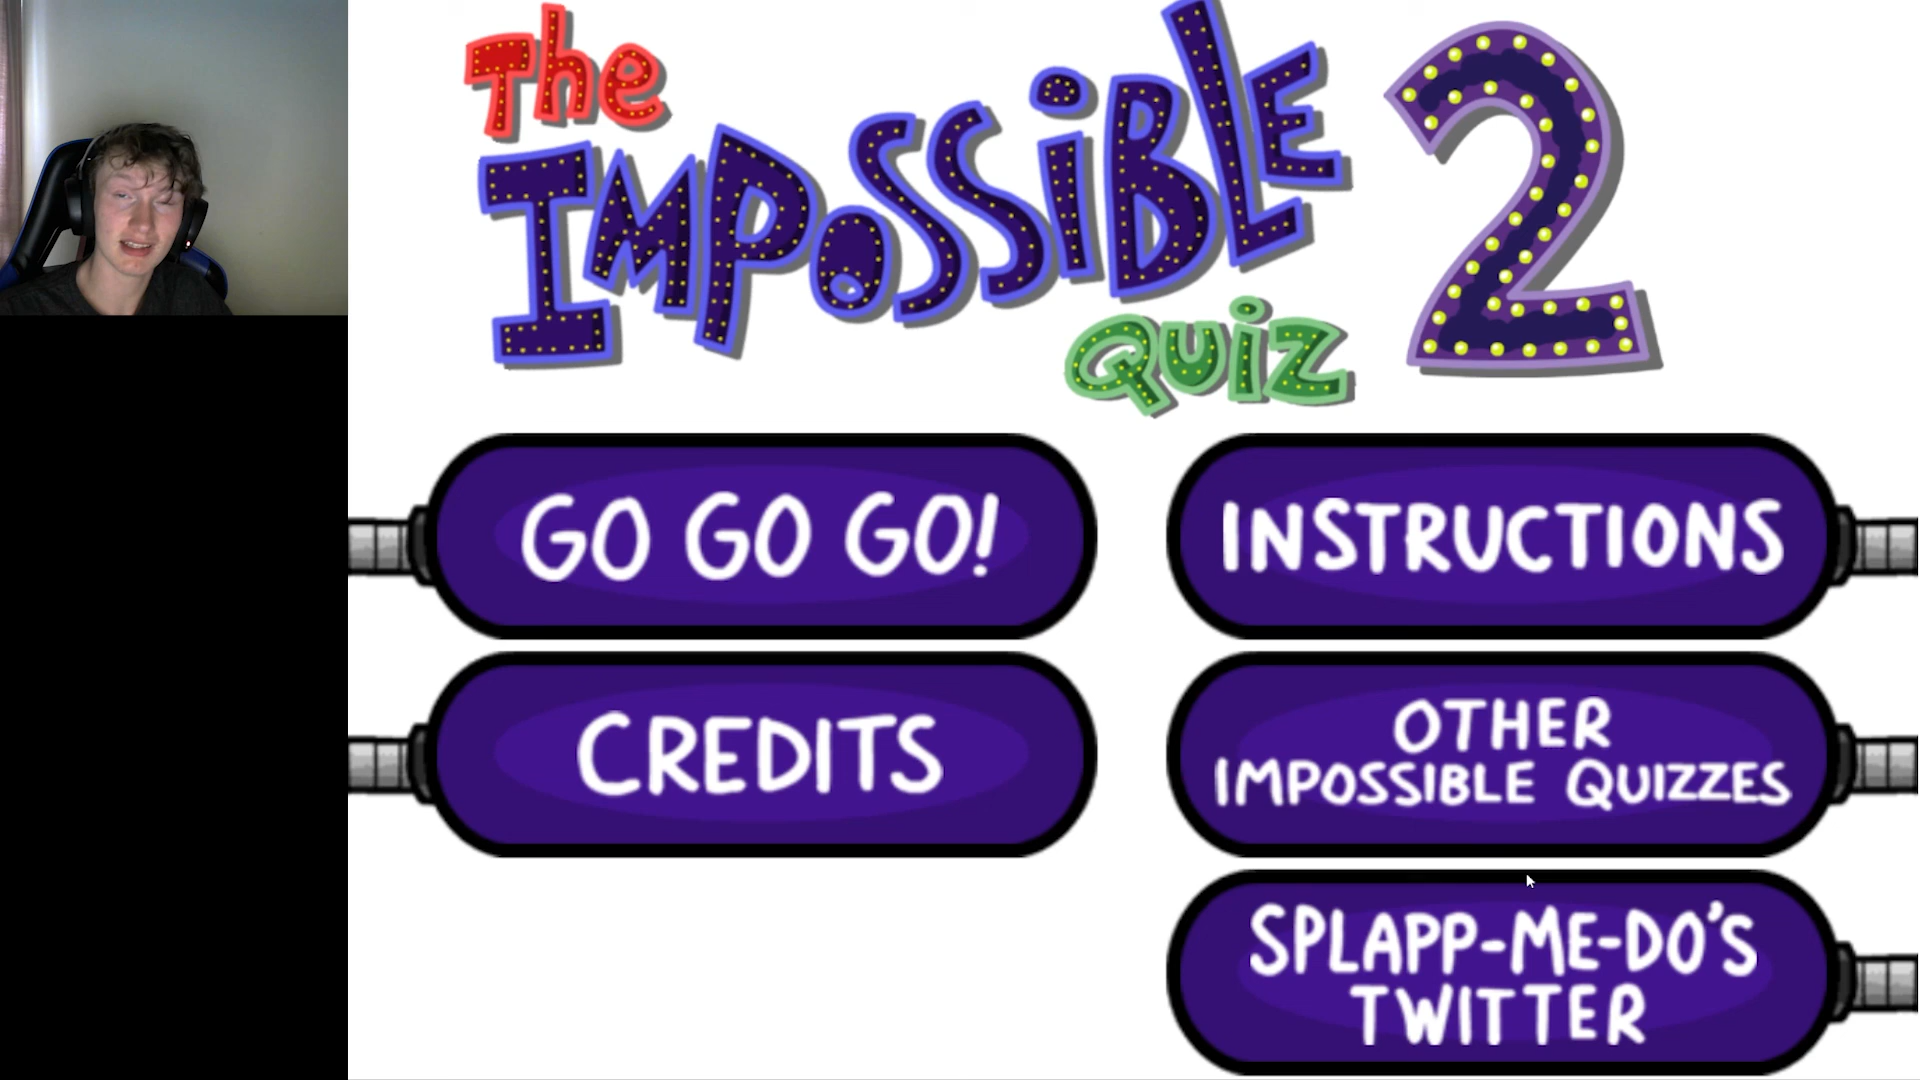 The
IMPOSSiBLE
QUiZ
2
GO GO GO!
INSTRUCTIONS
CREDITS
OTHER
IMPOSSIBLE QUIZZES
SPLAPP-ME-DO'S
TWITTER